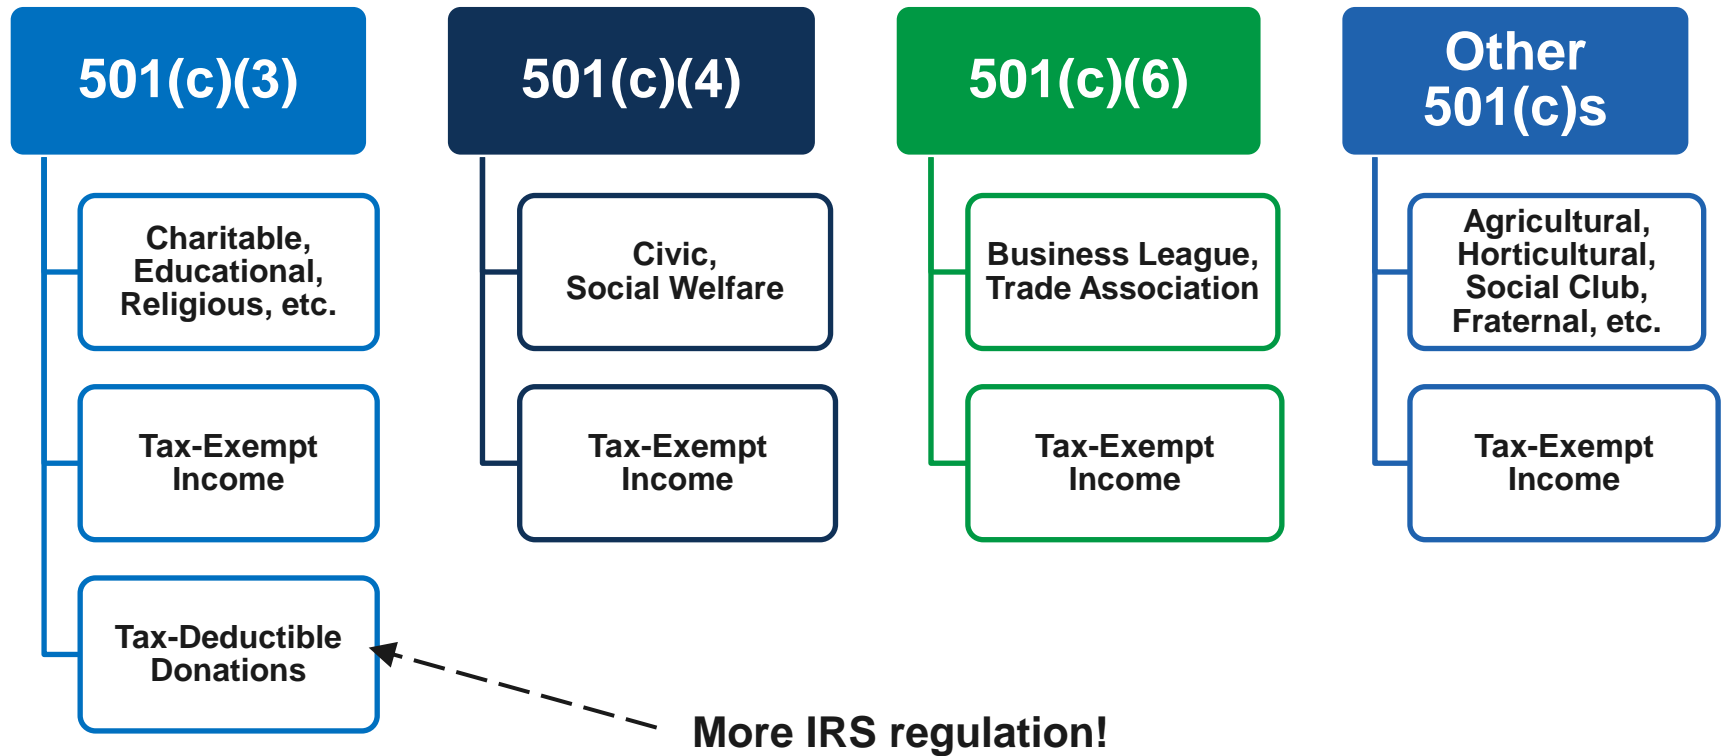 501(c)(3)
Charitable,
Educational,
Religious, etc.
Tax-Exempt
Income
Tax-Deductible
Donations
501(c)(4)
Civic,
Social Welfare
Tax-Exempt
Income
501(c)(6)
Business League,
Trade Association
Tax-Exempt
Income
Other
501(c)s
Agricultural,
Horticultural,
Social Club,
Fraternal, etc.
Tax-Exempt
Income
More IRS regulation!